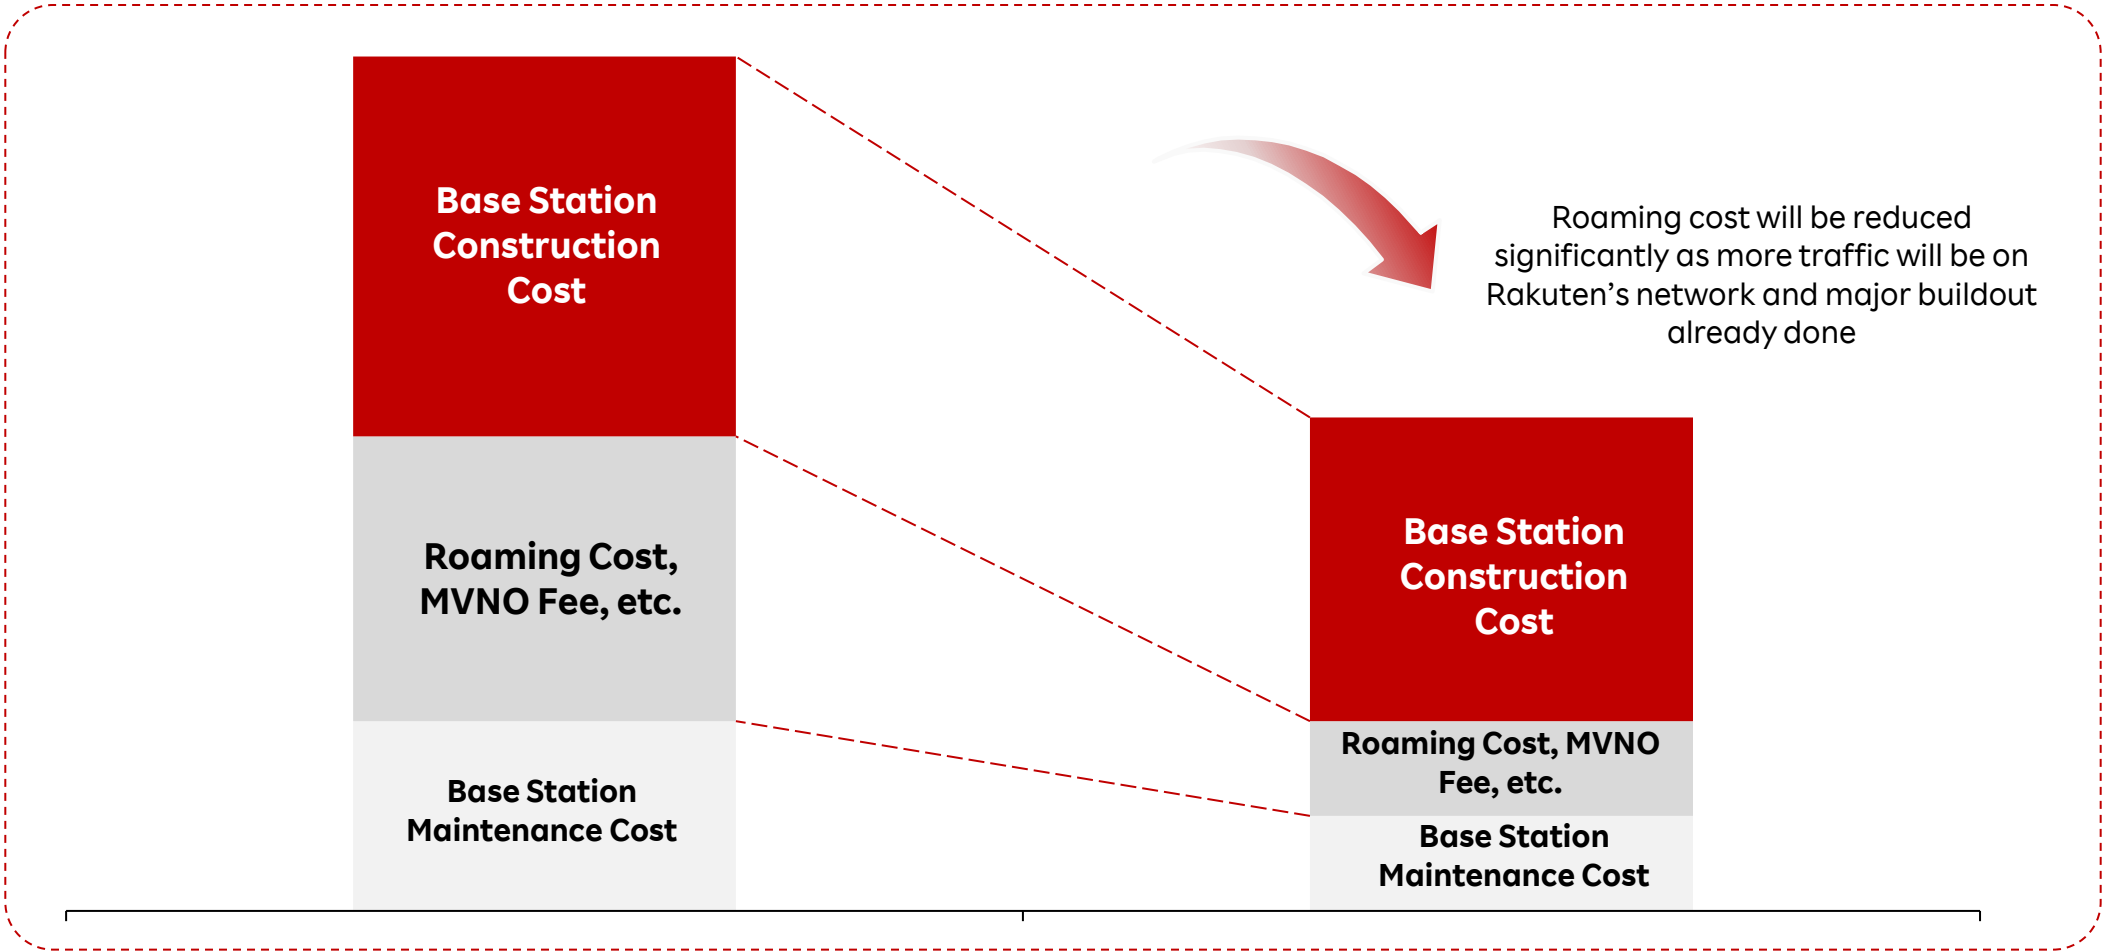 Base Station
Construction
Cost
Roaming Cost,
MVNO Fee, etc.
Base Station
Maintenance Cost
Roaming cost will be reduced
significantly as more traffic will be on
Rakuten’s network and major buildout
already done
Base Station
Construction
Cost
Roaming Cost, MVNO
Fee, etc.
Base Station
Maintenance Cost